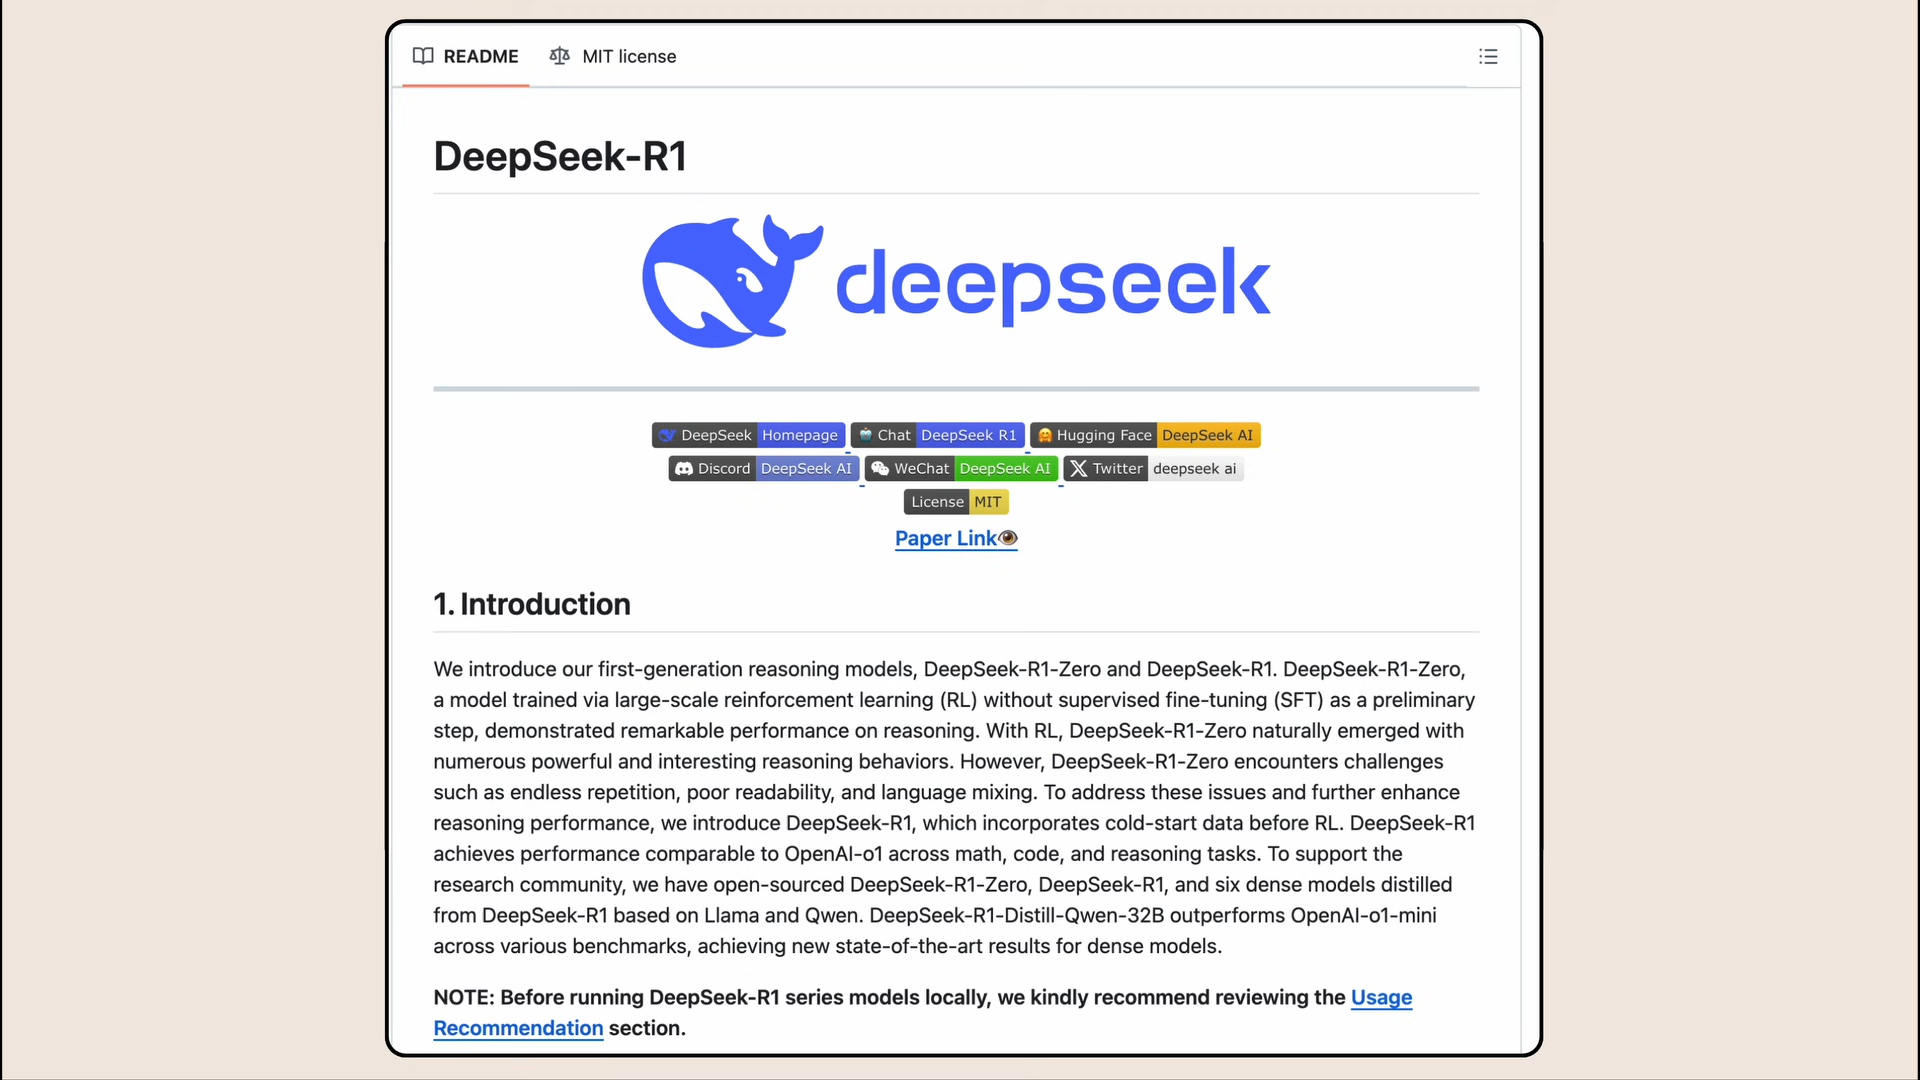 README MIT license
DeepSeek-R1
deepseek
DeepSeek Homepage Chat DeepSeek R1 Hugging Face DeepSeek AI
Discord DeepSeek AI WeChat DeepSeek AI Twitter deepseek ai
License MIT
Paper Link👁️
1. Introduction
We introduce our first-generation reasoning models, DeepSeek-R1-Zero and DeepSeek-R1. DeepSeek-R1-Zero,
a model trained via large-scale reinforcement learning (RL) without supervised fine-tuning (SFT) as a preliminary
step, demonstrated remarkable performance on reasoning. With RL, DeepSeek-R1-Zero naturally emerged with
numerous powerful and interesting reasoning behaviors. However, DeepSeek-R1-Zero encounters challenges
such as endless repetition, poor readability, and language mixing. To address these issues and further enhance
reasoning performance, we introduce DeepSeek-R1, which incorporates cold-start data before RL. DeepSeek-R1
achieves performance comparable to OpenAI-o1 across math, code, and reasoning tasks. To support the
research community, we have open-sourced DeepSeek-R1-Zero, DeepSeek-R1, and six dense models distilled
from DeepSeek-R1 based on Llama and Qwen. DeepSeek-R1-Distill-Qwen-32B outperforms OpenAI-o1-mini
across various benchmarks, achieving new state-of-the-art results for dense models.
NOTE: Before running DeepSeek-R1 series models locally, we kindly recommend reviewing the Usage
Recommendation section.